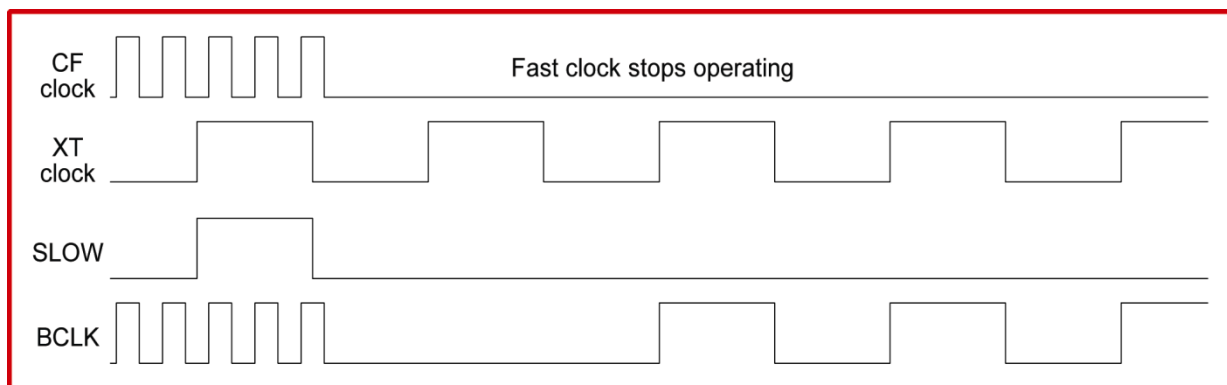 CF
clock
Fast clock stops operating
XT
clock
SLOW
BCLK